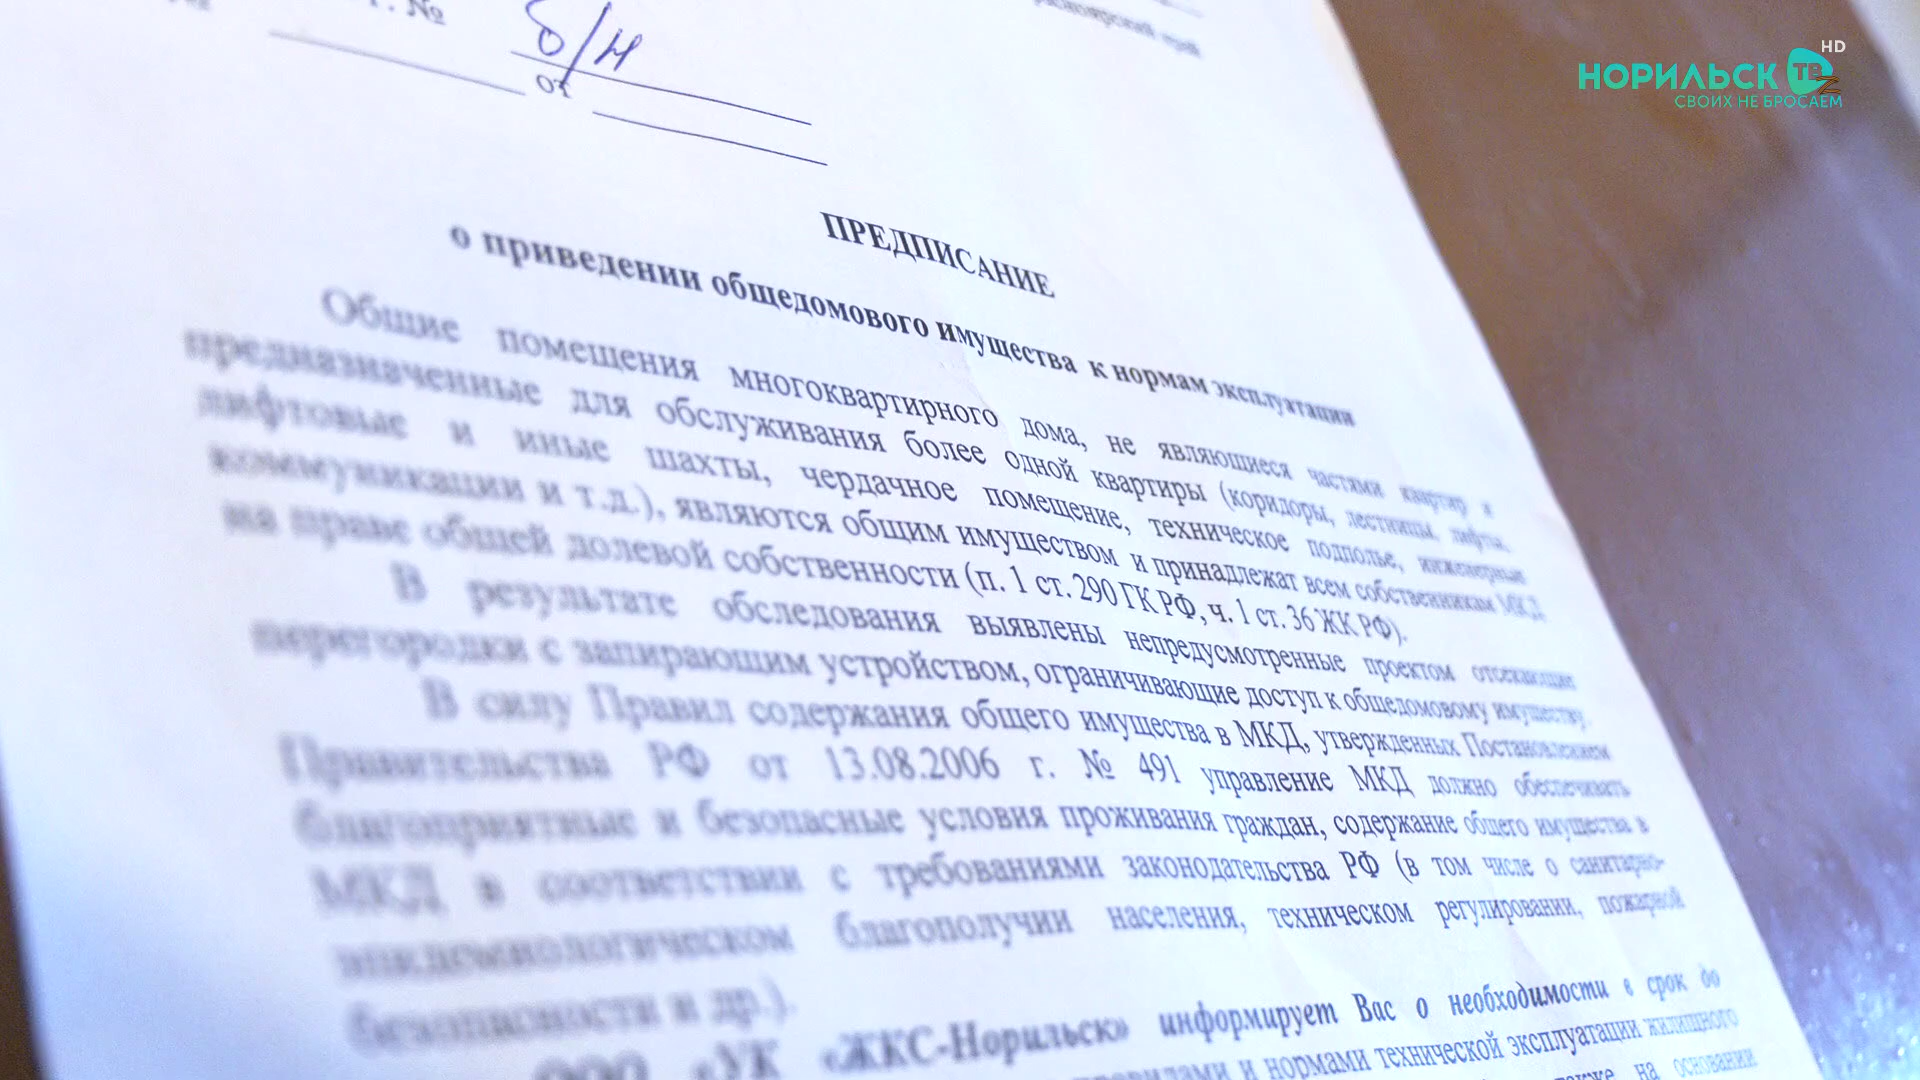 HD
НОРИЛЬСК ТВ
СВОИХ НЕ БРОСАЕМ
г. №
б/н
от
ПРЕДПИСАНИЕ
о приведении общедомового имущества к нормам эксплуатации
Общие помещения многоквартирного дома, не являющиеся частями квартир и
предназначенные для обслуживания более одной квартиры (коридоры, лестницы, лифты,
лифтовые и иные шахты, чердачное помещение, техническое подполье, инженерные
коммуникации и т.д.), являются общим имуществом и принадлежат всем собственникам МКД
на праве общей долевой собственности (п. 1 ст. 290 ГК РФ, ч. 1 ст. 36 ЖК РФ).
В результате обследования выявлены непредусмотренные проектом отсекающие
перегородки с запирающим устройством, ограничивающие доступ к общедомовому имуществу.
В силу Правил содержания общего имущества в МКД, утвержденных Постановлением
Правительства РФ от 13.08.2006 г. № 491 управление МКД должно обеспечивать
благоприятные и безопасные условия проживания граждан, содержание общего имущества в
МКД в соответствии с требованиями законодательства РФ (в том числе о санитарно-
эпидемиологическом благополучии населения, техническом регулировании, пожарной
безопасности и др.).
ООО «УК «ЖКС-Норильск» информирует Вас о необходимости в срок до
правилами и нормами технической эксплуатации жилищного
также на основании